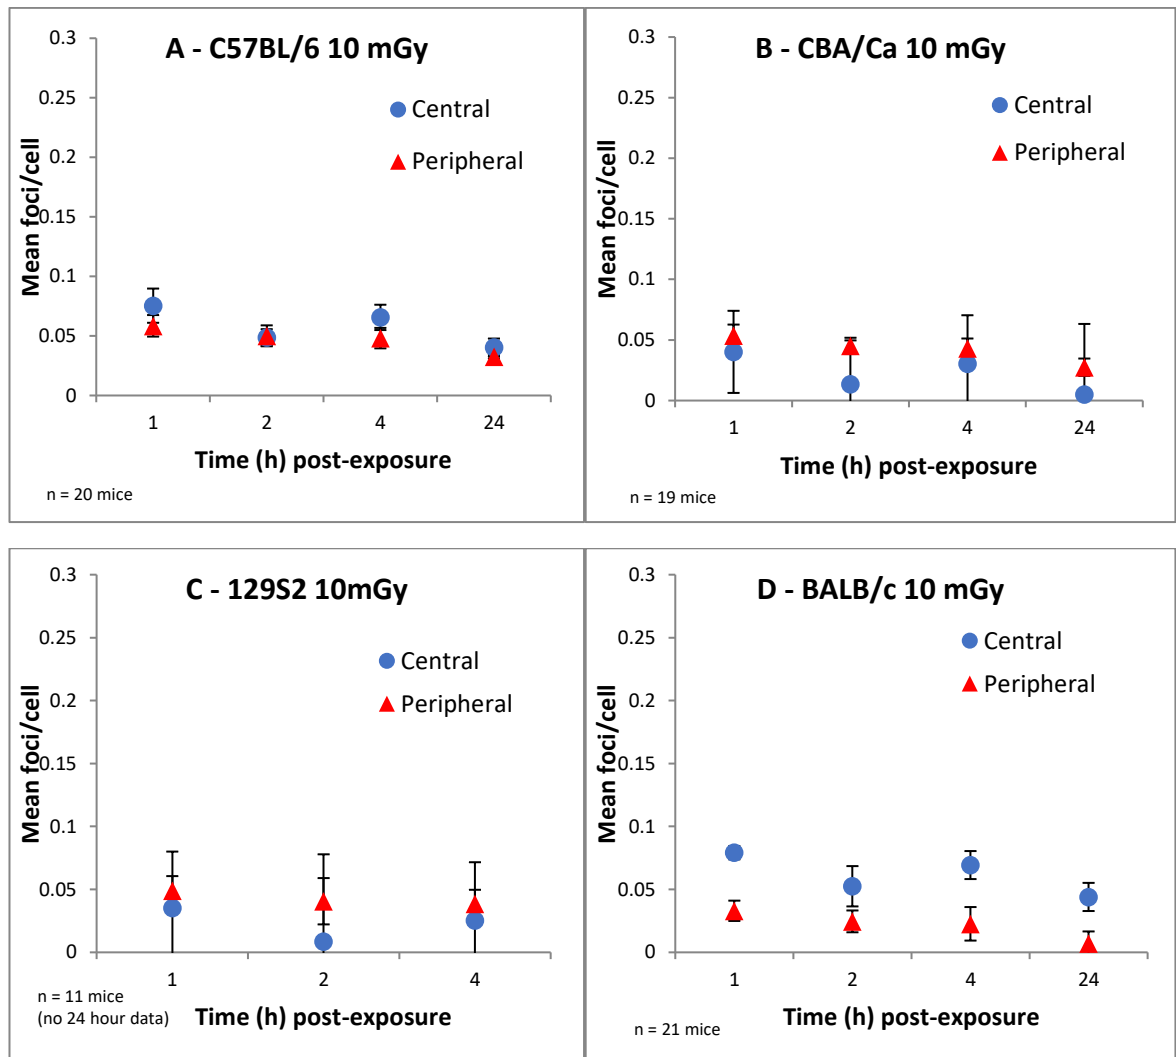 A - C57BL/6 10 mGy
Mean foci/cell
0.3
0.25
0.2
0.15
0.1
0.05
0
Central
Peripheral
1 2 4 24
Time (h) post-exposure
n = 20 mice
B - CBA/Ca 10 mGy
Mean foci/cell
0.3
0.25
0.2
0.15
0.1
0.05
0
Central
Peripheral
1 2 4 24
Time (h) post-exposure
n = 19 mice
C - 129S2 10mGy
Mean foci/cell
0.3
0.25
0.2
0.15
0.1
0.05
0
Central
Peripheral
1 2 4
n = 11 mice
(no 24 hour data)
Time (h) post-exposure
D - BALB/c 10 mGy
Mean foci/cell
0.3
0.25
0.2
0.15
0.1
0.05
0
Central
Peripheral
1 2 4 24
Time (h) post-exposure
n = 21 mice